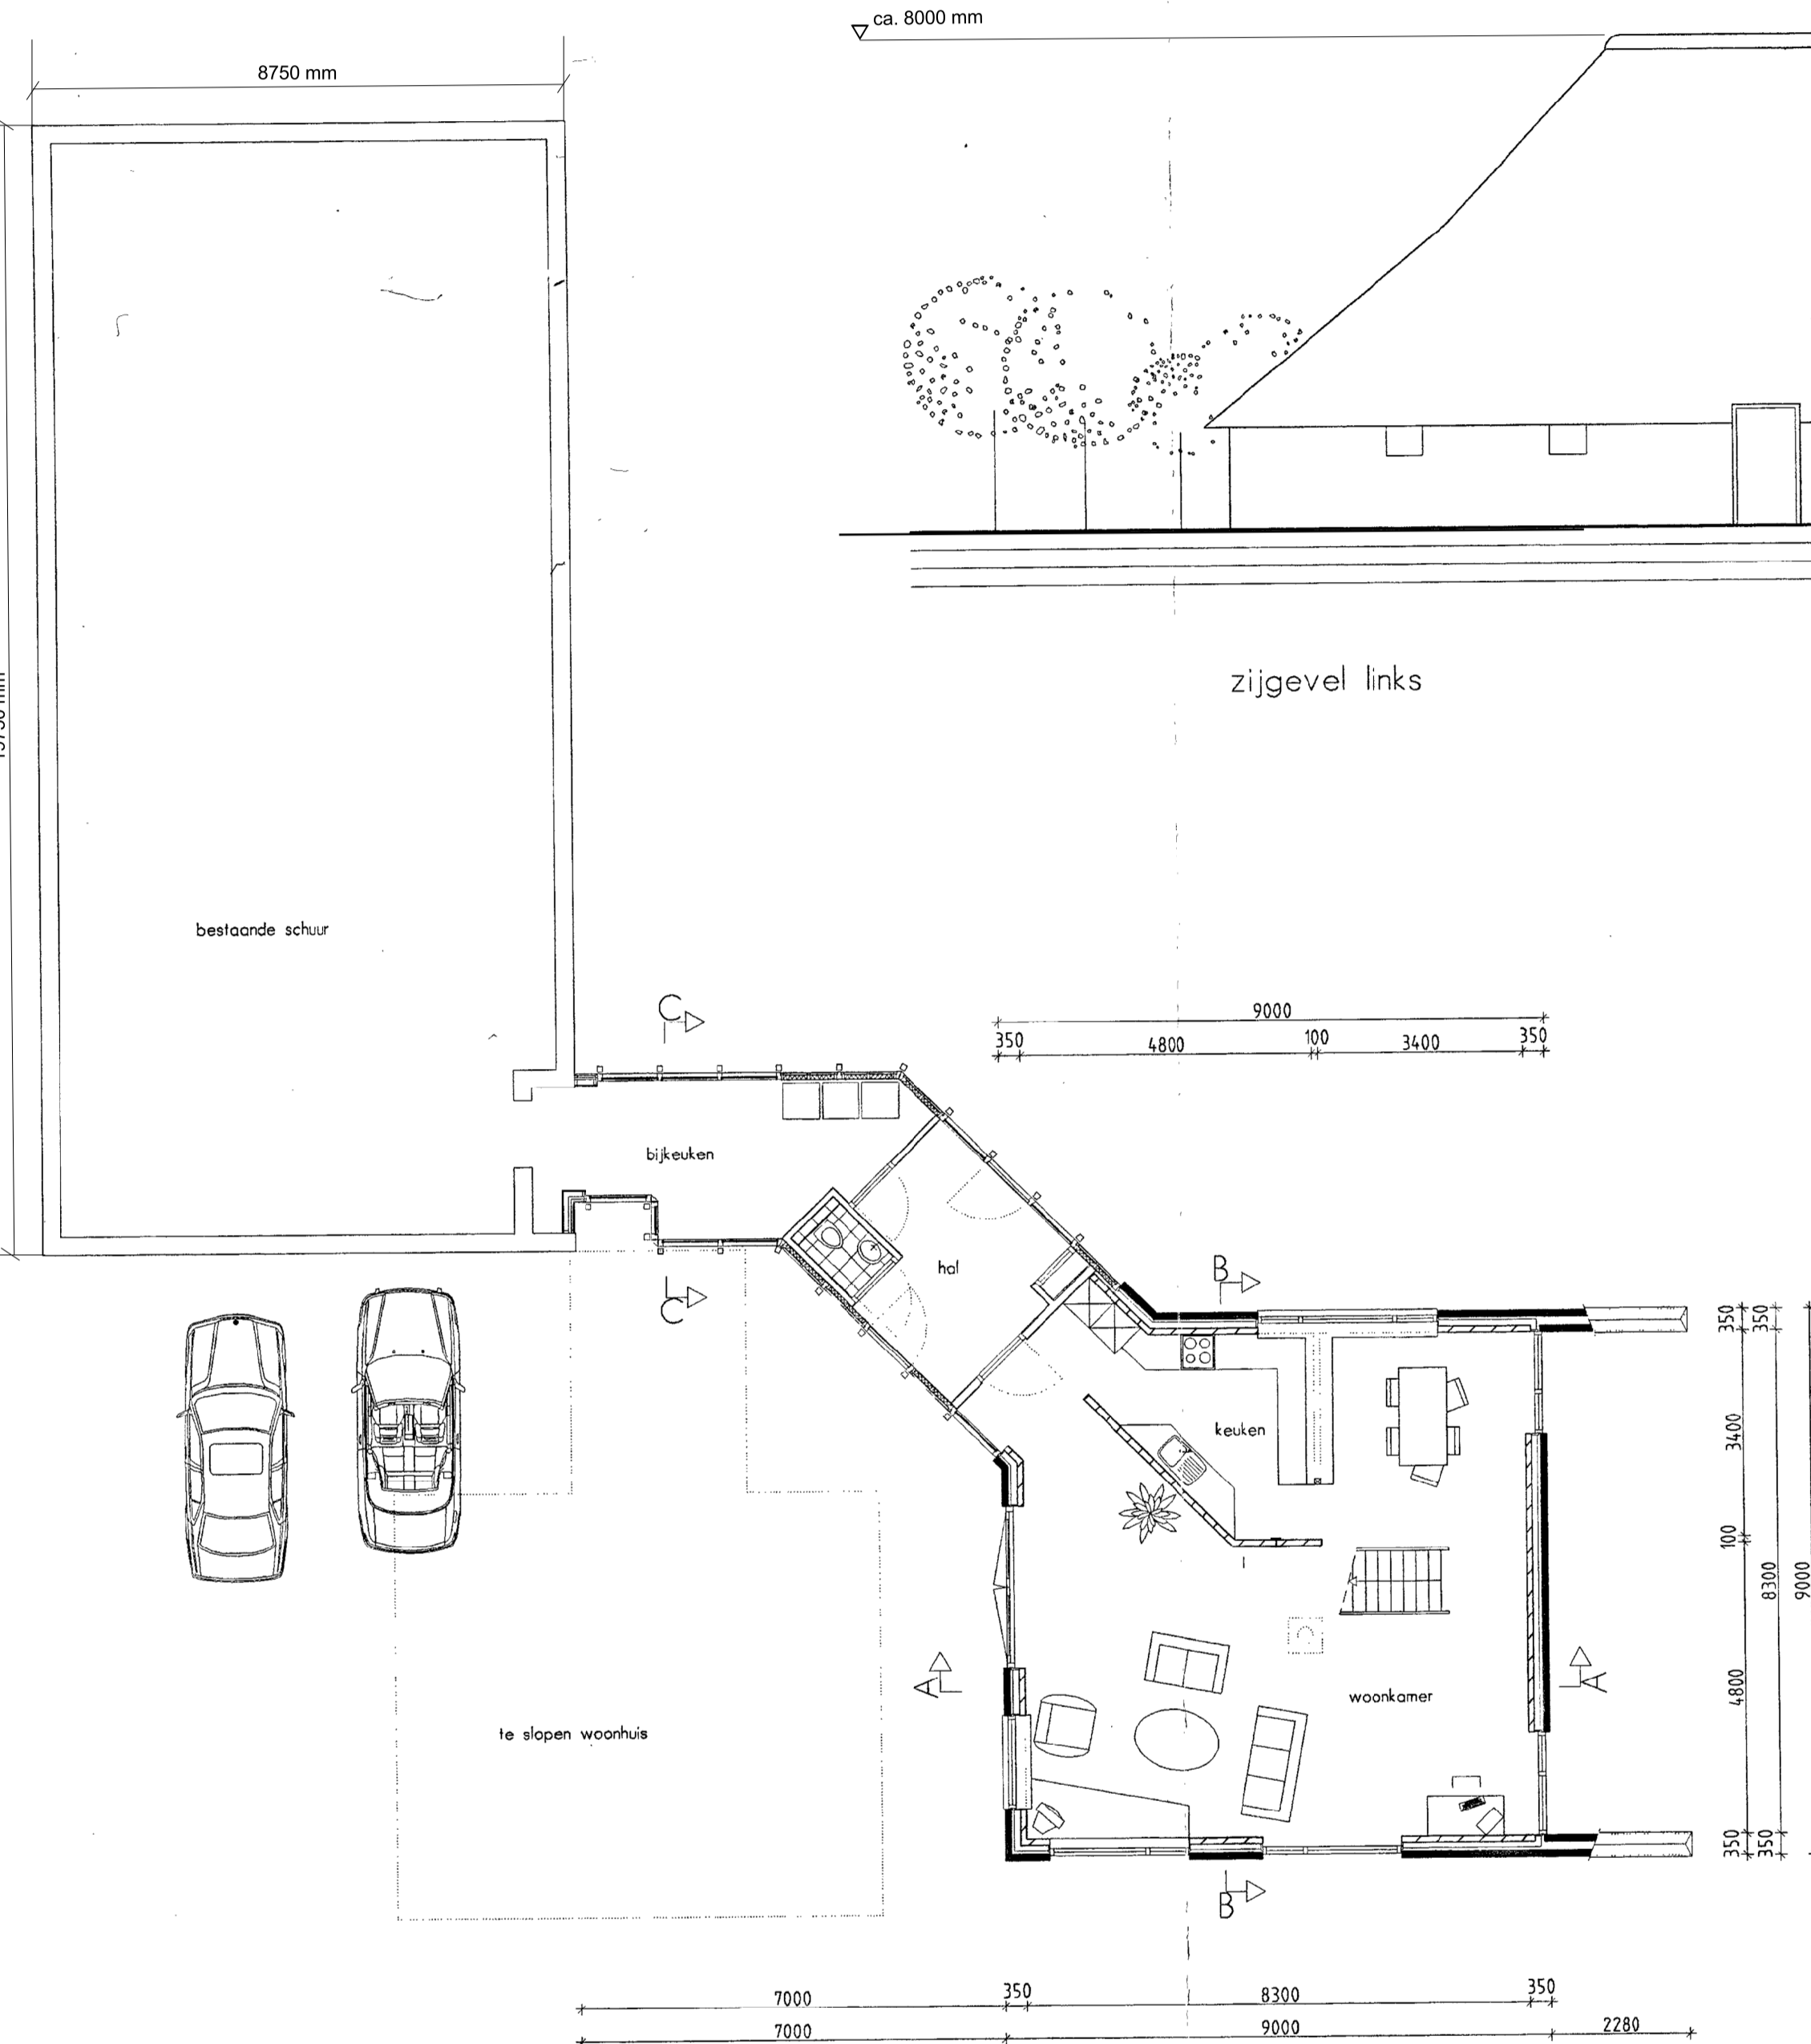 ca. 8000 mm
8750 mm
zijgevel links
bestaande schuur
C
9000
350
4800
100
3400
350
bijkeuken
hal
C
B
keuken
350
350
3400
100
8300
9000
4800
350
350
A
A
woonkamer
te slopen woonhuis
B
7000
350
8300
350
7000
9000
2280